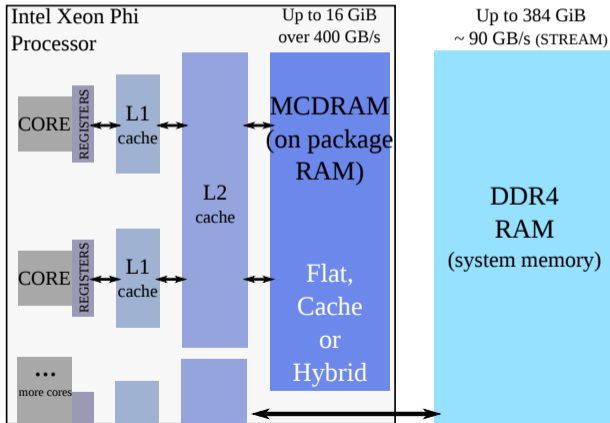 Intel Xeon Phi
Processor
Up to 16 GiB
over 400 GB/s
Up to 384 GiB
~ 90 GB/s (STREAM)
CORE
REGISTERS
L1
cache
L2
cache
MCDRAM
(on package
RAM)
DDR4
RAM
(system memory)
CORE
REGISTERS
L1
cache
Flat,
Cache
or
Hybrid
...
more cores